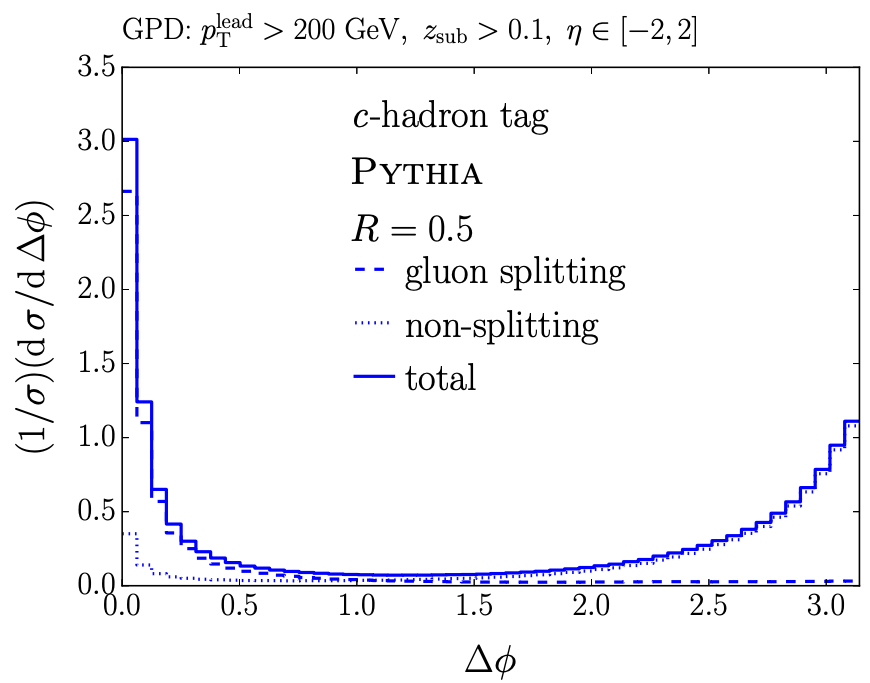 GPD: p_T^lead > 200 GeV, z_sub > 0.1, η ∈ [−2, 2]
3.5
3.0
2.5
2.0
1.5
1.0
0.5
0.0
(1/σ)(d σ/d Δϕ)
c-hadron tag
PYTHIA
R = 0.5
gluon splitting
non-splitting
total
0.0 0.5 1.0 1.5 2.0 2.5 3.0
Δϕ